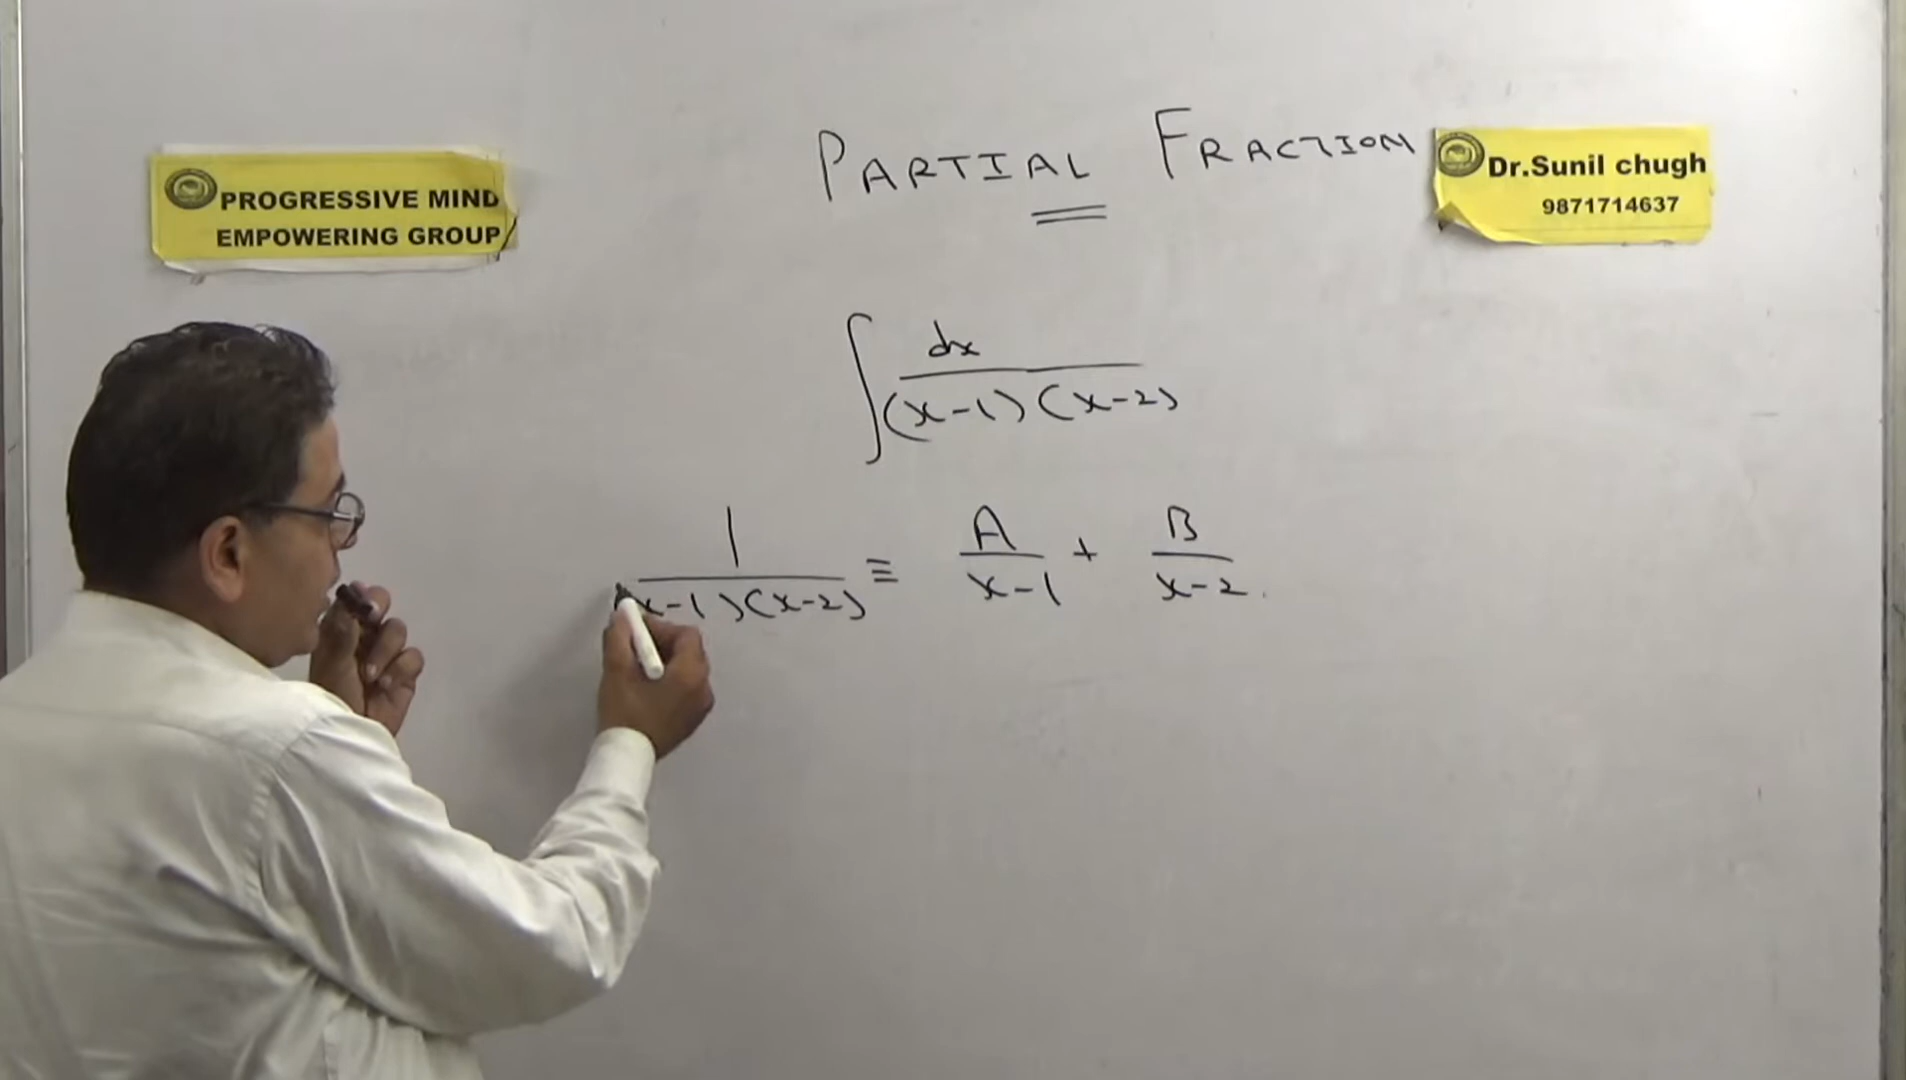 PARTIAL FRACTION
PROGRESSIVE MIND
EMPOWERING GROUP
Dr.Sunil chugh
9871714637
∫ dx / (x-1)(x-2)
1 / (x-1)(x-2) ≡ A / x-1 + B / x-2.